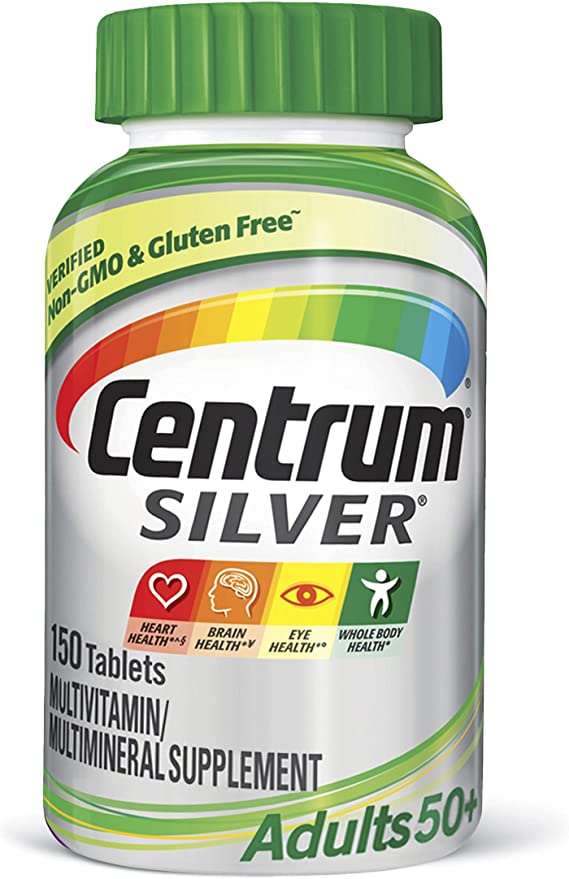 VERIFIED
Non-GMO & Gluten Free~
Centrum®
SILVER®
HEART
HEALTH*^§
BRAIN
HEALTH*¥
EYE
HEALTH*°
WHOLE BODY
HEALTH*
150 Tablets
MULTIVITAMIN/
MULTIMINERAL SUPPLEMENT
Adults 50+